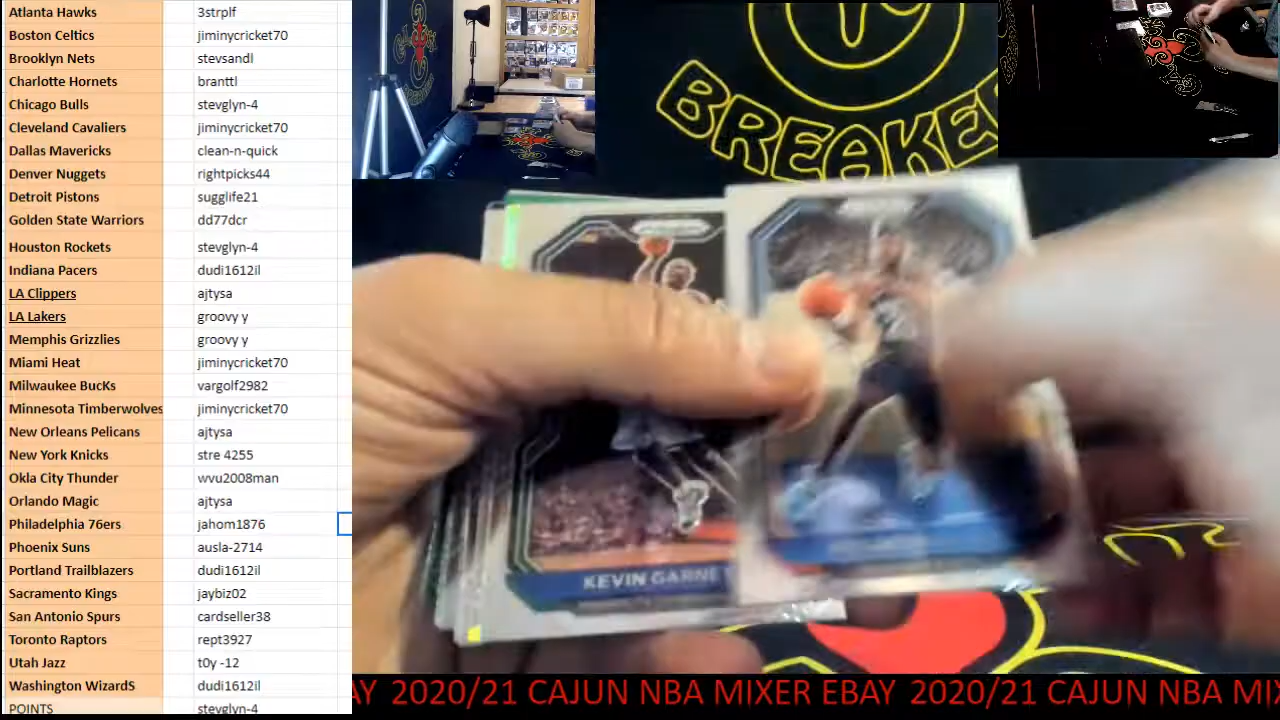 Atlanta Hawks 3strplf
Boston Celtics jiminycricket70
Brooklyn Nets stevsandl
Charlotte Hornets branttl
Chicago Bulls stevglyn-4
Cleveland Cavaliers jiminycricket70
Dallas Mavericks clean-n-quick
Denver Nuggets rightpicks44
Detroit Pistons sugglife21
Golden State Warriors dd77dcr
Houston Rockets stevglyn-4
Indiana Pacers dudi1612il
LA Clippers ajtysa
LA Lakers groovy y
Memphis Grizzlies groovy y
Miami Heat jiminycricket70
Milwaukee BucKs vargolf2982
Minnesota Timberwolves jiminycricket70
New Orleans Pelicans ajtysa
New York Knicks stre 4255
Okla City Thunder wvu2008man
Orlando Magic ajtysa
Philadelphia 76ers jahom1876
Phoenix Suns ausla-2714
Portland Trailblazers dudi1612il
Sacramento Kings jaybiz02
San Antonio Spurs cardseller38
Toronto Raptors rept3927
Utah Jazz t0y -12
Washington WizardS dudi1612il
POINTS stevglyn-4
BREAKE
KEVIN GARNE
AY 2020/21 CAJUN NBA MIXER EBAY 2020/21 CAJUN NBA MIX